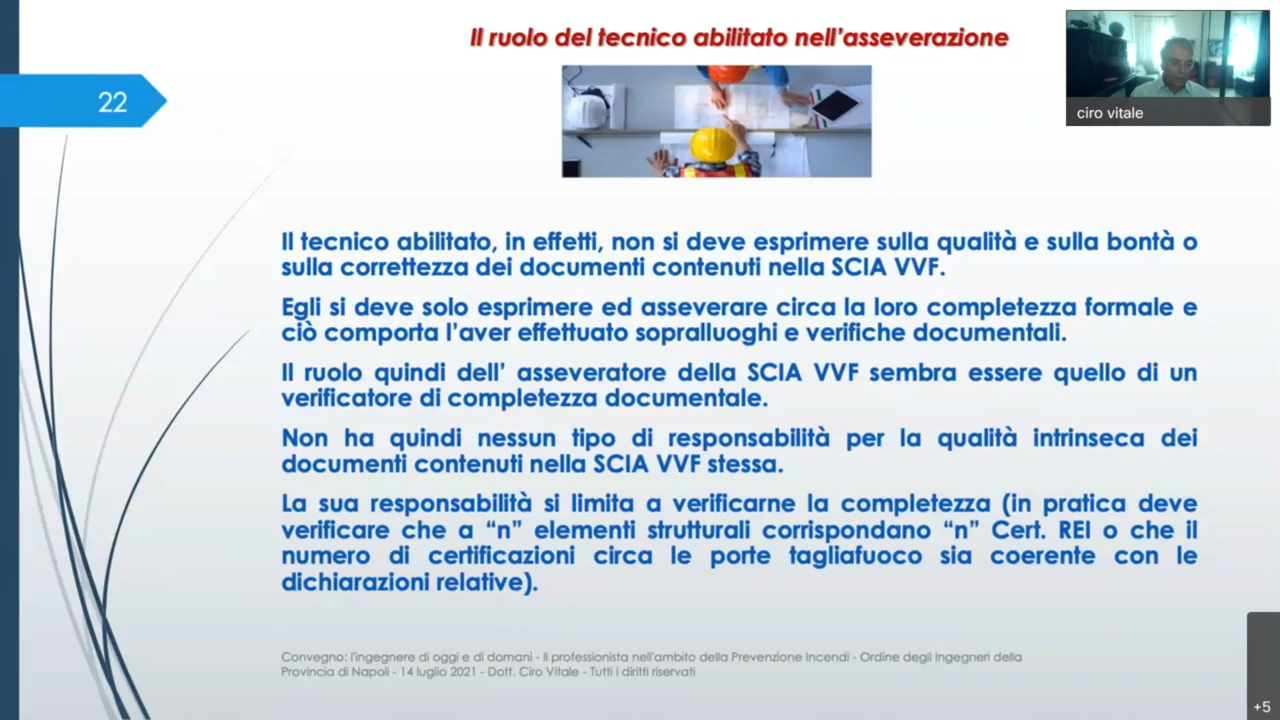 Il ruolo del tecnico abilitato nell'asseverazione
22
ciro vitale
Il tecnico abilitato, in effetti, non si deve esprimere sulla qualità e sulla bontà o
sulla correttezza dei documenti contenuti nella SCIA VVF.
Egli si deve solo esprimere ed asseverare circa la loro completezza formale e
ciò comporta l'aver effettuato sopralluoghi e verifiche documentali.
Il ruolo quindi dell' asseveratore della SCIA VVF sembra essere quello di un
verificatore di completezza documentale.
Non ha quindi nessun tipo di responsabilità per la qualità intrinseca dei
documenti contenuti nella SCIA VVF stessa.
La sua responsabilità si limita a verificarne la completezza (in pratica deve
verificare che a “n” elementi strutturali corrispondano “n” Cert. REI o che il
numero di certificazioni circa le porte tagliafuoco sia coerente con le
dichiarazioni relative).
Convegno: l'ingegnere di oggi e di domani - Il professionista nell'ambito della Prevenzione Incendi - Ordine degli Ingegneri della
Provincia di Napoli - 14 luglio 2021 - Dott. Ciro Vitale - Tutti i diritti riservati
+5